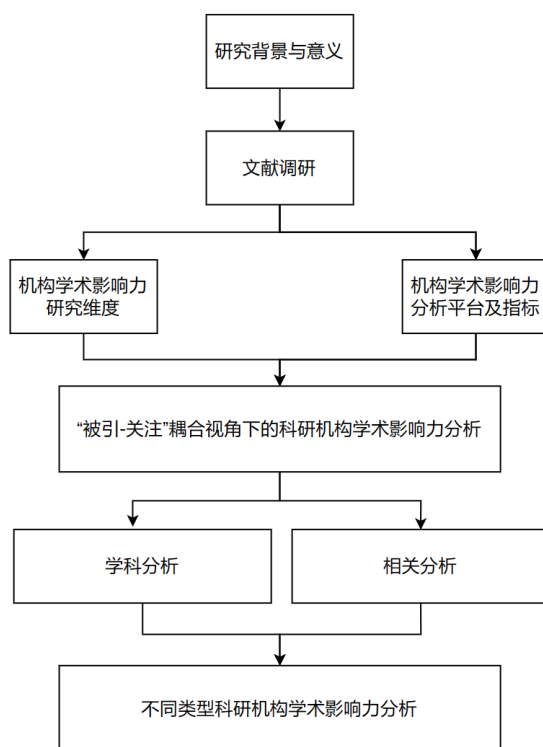 研究背景与意义
文献调研
机构学术影响力
研究维度
机构学术影响力
分析平台及指标
“被引-关注”耦合视角下的科研机构学术影响力分析
学科分析
相关分析
不同类型科研机构学术影响力分析